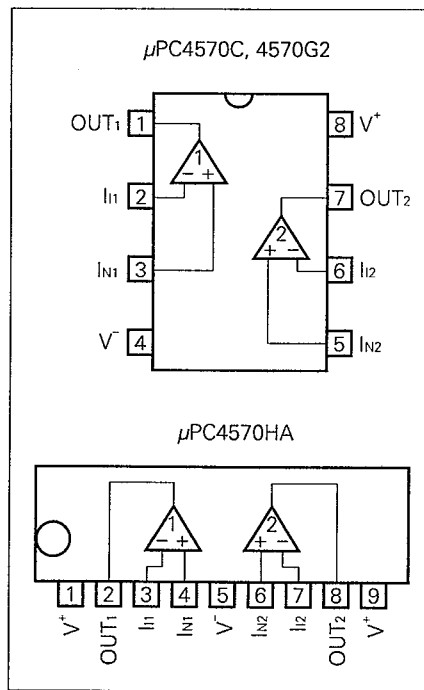 μPC4570C, 4570G2
OUT1 1 8 V+
1
- +
II1 2 7 OUT2
2
+ -
IN1 3 6 II2
V- 4 5 IN2
μPC4570HA
1 2
- + + -
1 2 3 4 5 6 7 8 9
V+ OUT1 II1 IN1 V- IN2 II2 OUT2 V+